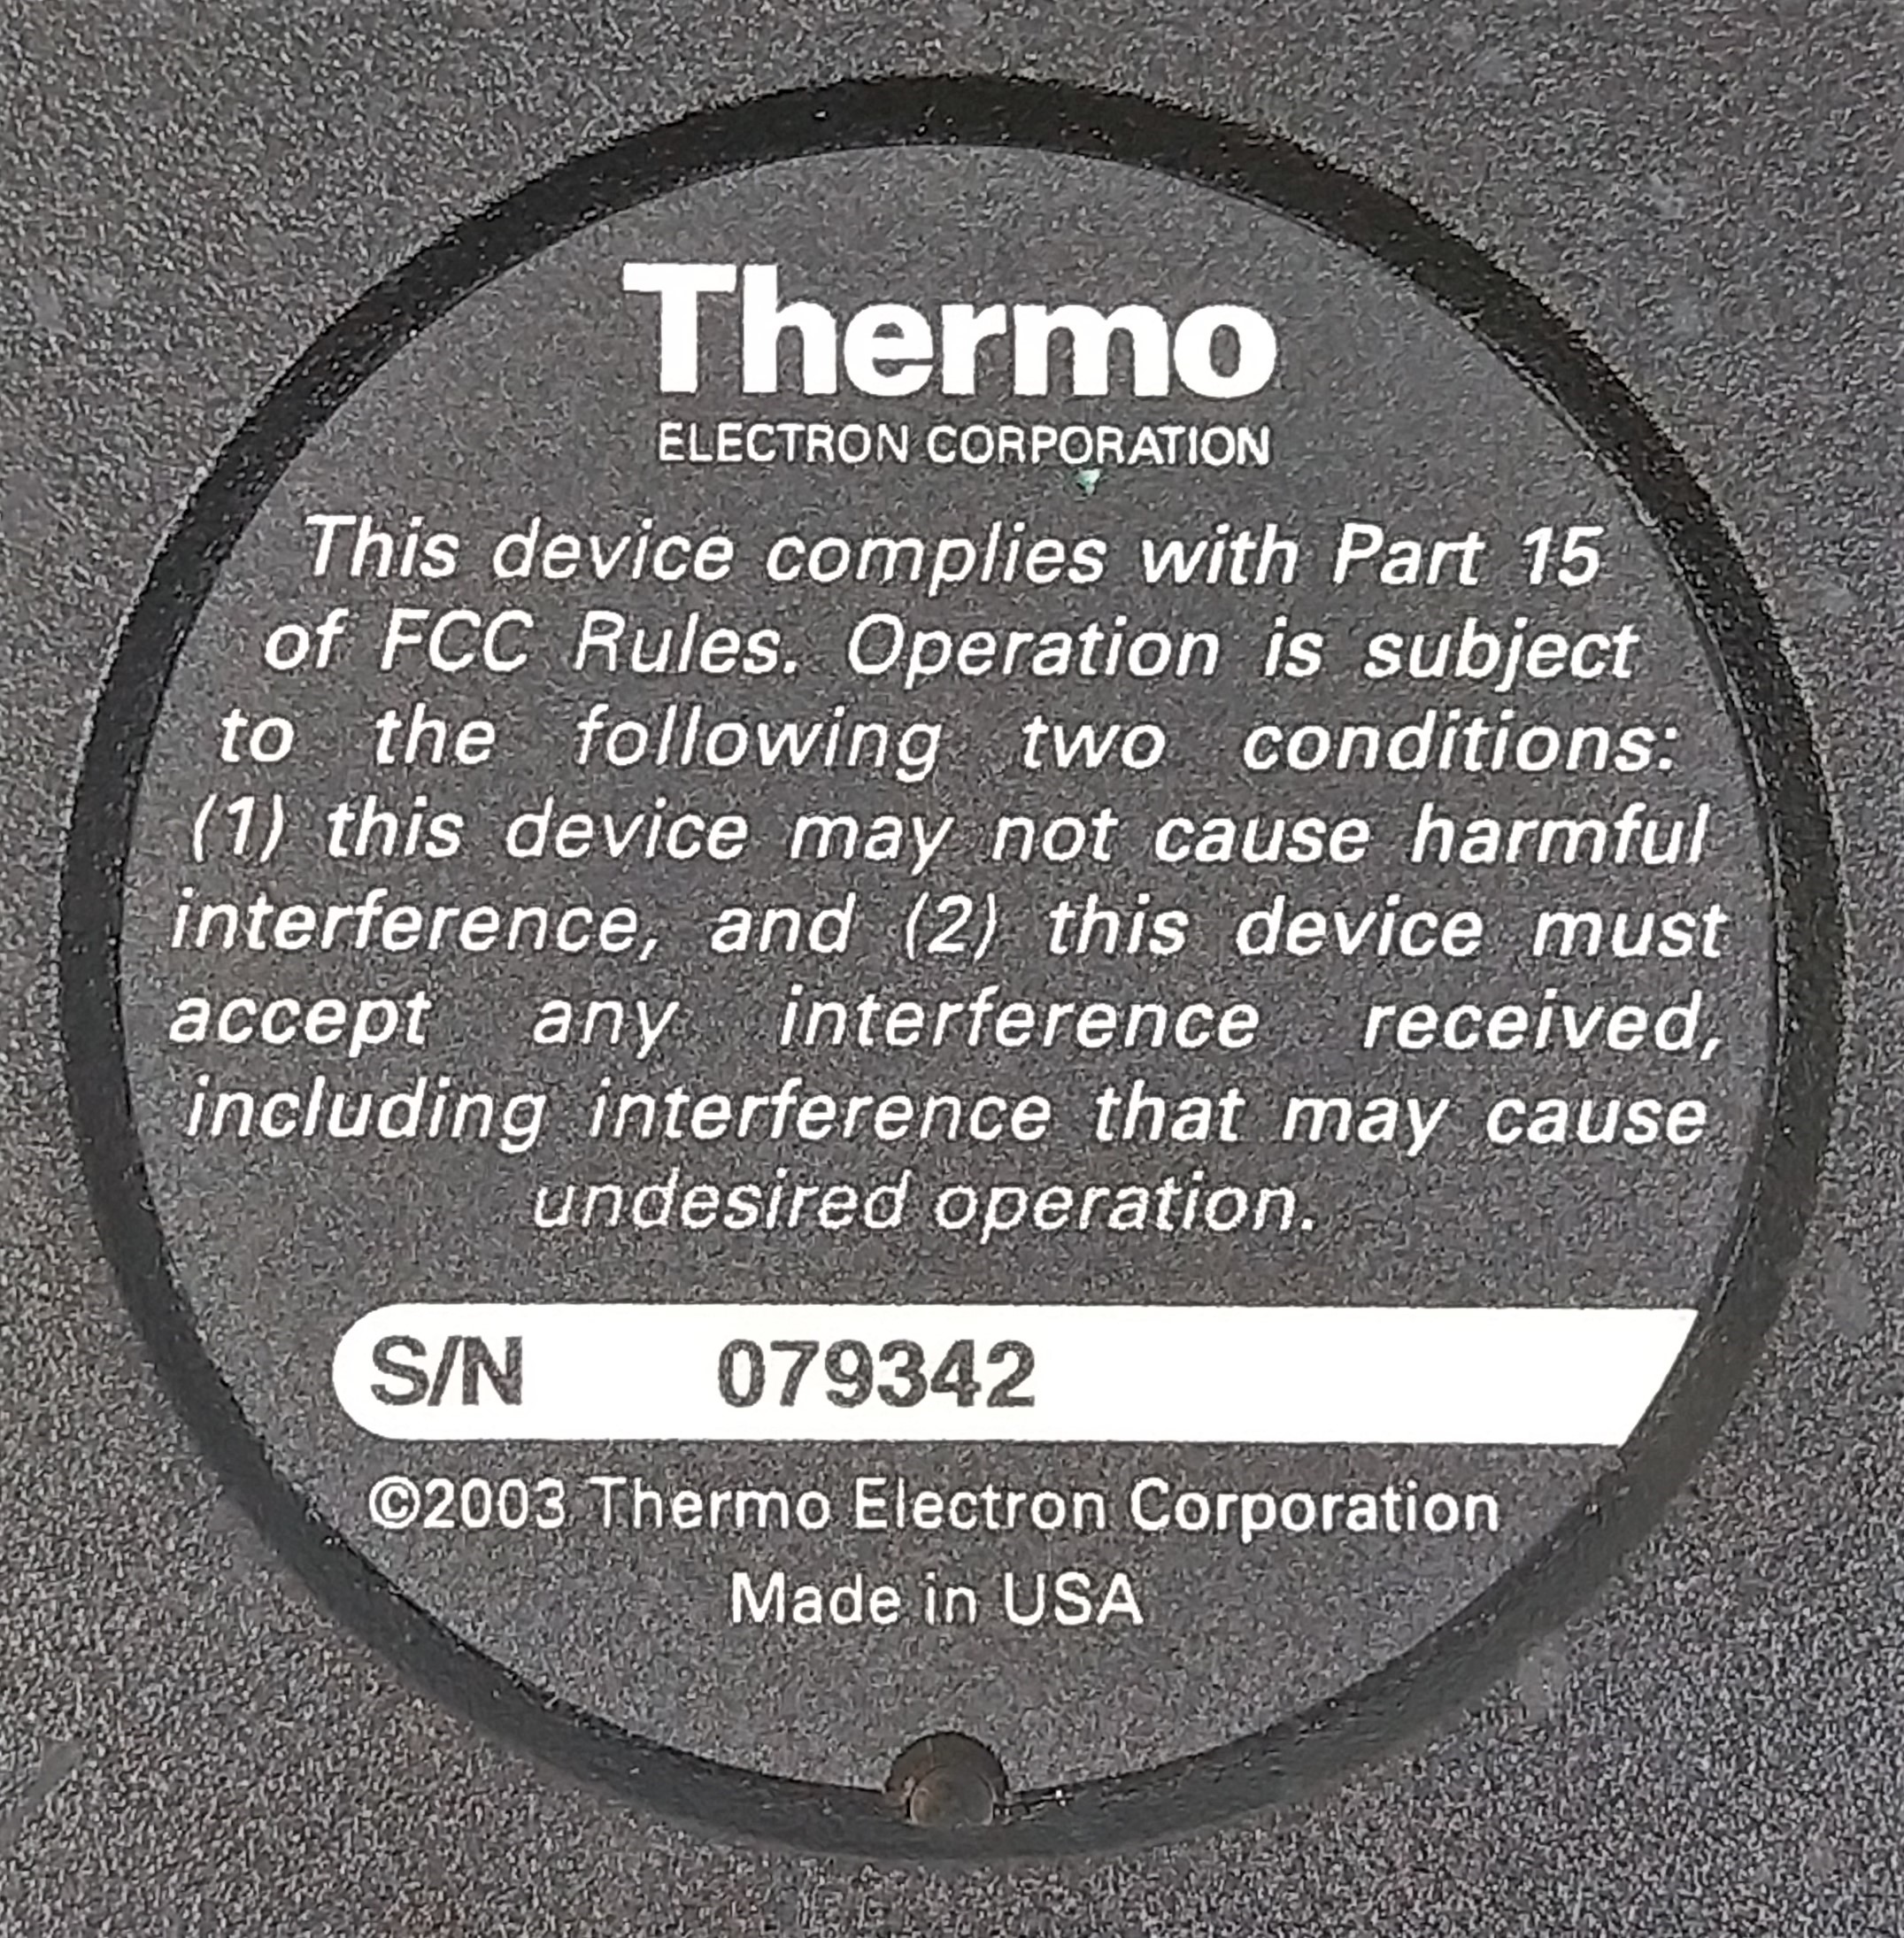 Thermo
ELECTRON CORPORATION
This device complies with Part 15
of FCC Rules. Operation is subject
to the following two conditions:
(1) this device may not cause harmful
interference, and (2) this device must
accept any interference received,
including interference that may cause
undesired operation.
S/N 079342
©2003 Thermo Electron Corporation
Made in USA